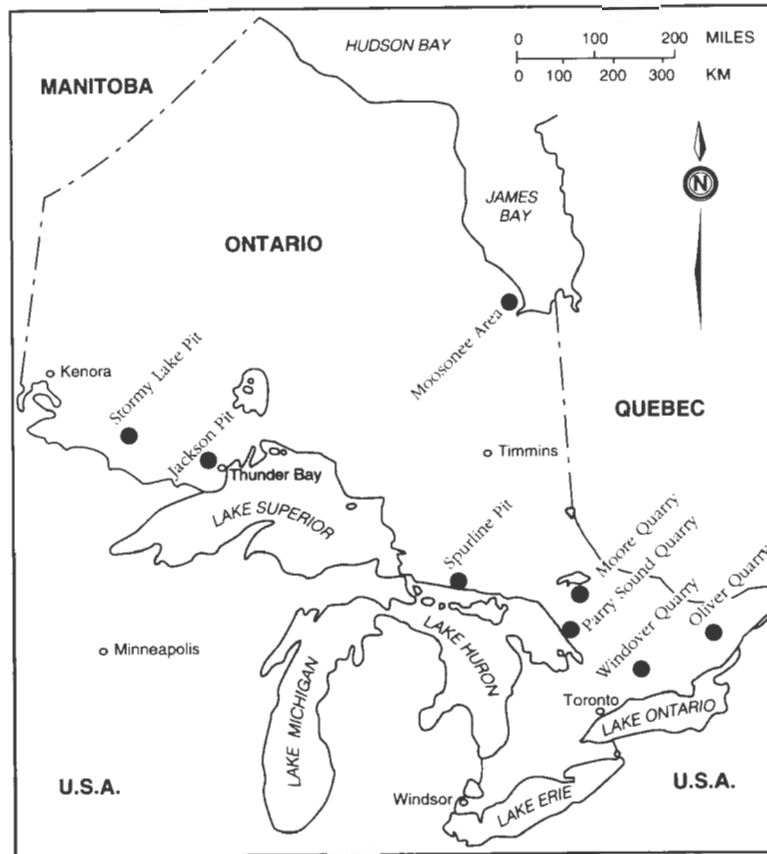 HUDSON BAY
0 100 200 MILES
0 100 200 300 KM
MANITOBA
N
JAMES
BAY
ONTARIO
Moosonee Area
Kenora
Stormy Lake Pit
Jackson Pit
QUEBEC
Timmins
Thunder Bay
LAKE SUPERIOR
Spurline Pit
Moore Quarry
Parry Sound Quarry
Windover Quarry
Oliver Quarry
Minneapolis
LAKE HURON
LAKE MICHIGAN
Toronto
LAKE ONTARIO
U.S.A.
Windsor
LAKE ERIE
U.S.A.